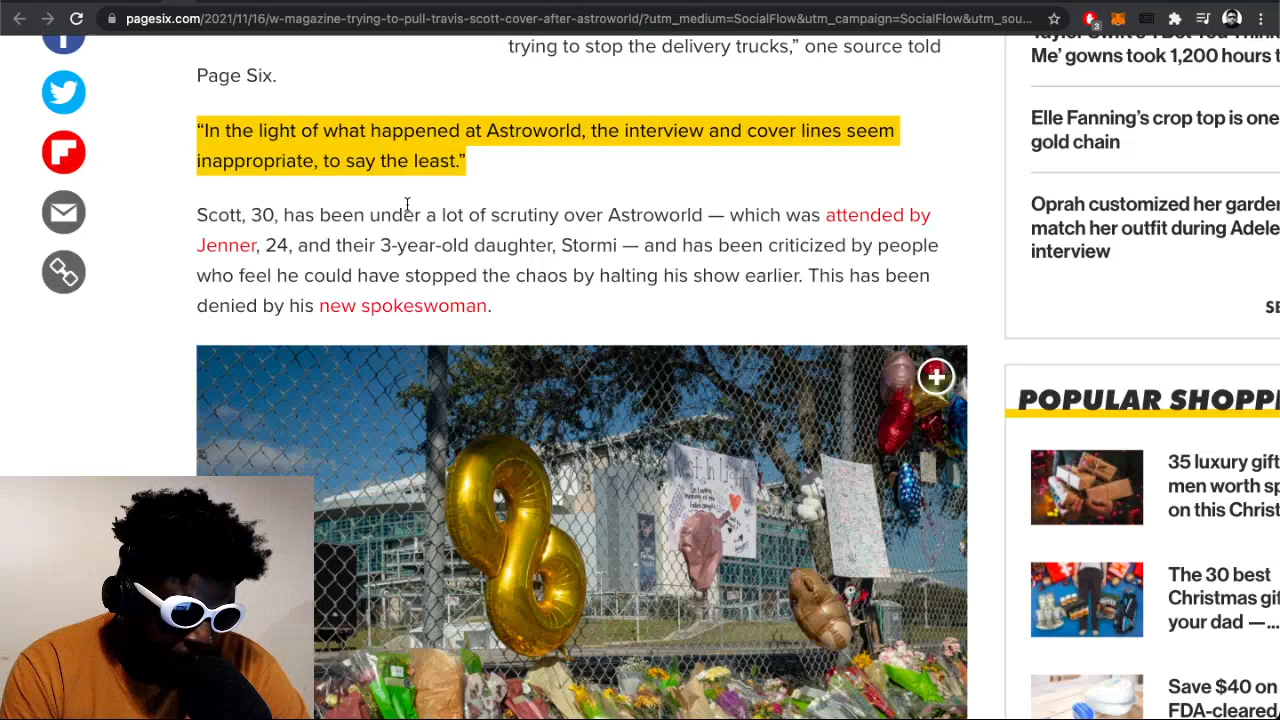 pagesix.com/2021/11/16/w-magazine-trying-to-pull-travis-scott-cover-after-astroworld/?utm_medium=SocialFlow&utm_campaign=SocialFlow&utm_sou...
3
trying to stop the delivery trucks,” one source told
Page Six.
“In the light of what happened at Astroworld, the interview and cover lines seem
inappropriate, to say the least.”
Scott, 30, has been under a lot of scrutiny over Astroworld — which was attended by
Jenner, 24, and their 3-year-old daughter, Stormi — and has been criticized by people
who feel he could have stopped the chaos by halting his show earlier. This has been
denied by his new spokeswoman.
Rest In
Me’ gowns took 1,200 hours t
Elle Fanning’s crop top is one
gold chain
Oprah customized her garde
match her outfit during Adele
interview
SE
POPULAR SHOPPI
35 luxury gift
men worth sp
on this Christ
The 30 best
Christmas gif
your dad —...
Save $40 on
FDA-cleared/